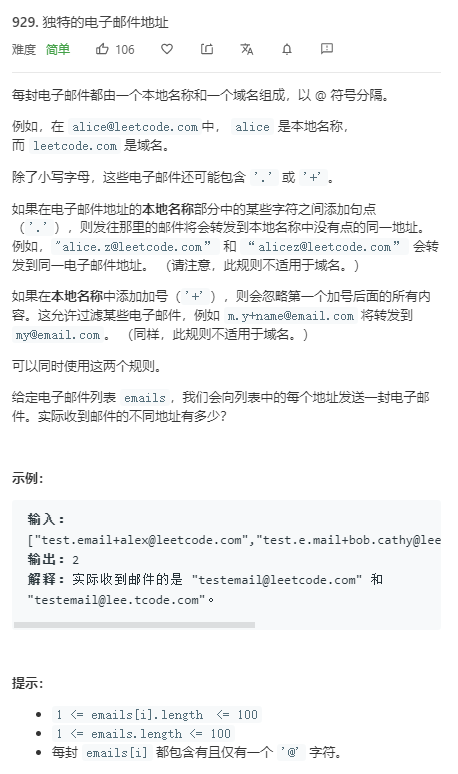 929. 独特的电子邮件地址
难度 简单 106
每封电子邮件都由一个本地名称和一个域名组成，以 @ 符号分隔。
例如，在 alice@leetcode.com中， alice 是本地名称，
而 leetcode.com 是域名。
除了小写字母，这些电子邮件还可能包含 '.' 或 '+'。
如果在电子邮件地址的本地名称部分中的某些字符之间添加句点
（'.'），则发往那里的邮件将会转发到本地名称中没有点的同一地址。
例如，"alice.z@leetcode.com” 和 “alicez@leetcode.com” 会转
发到同一电子邮件地址。 （请注意，此规则不适用于域名。）
如果在本地名称中添加加号（'+'），则会忽略第一个加号后面的所有内
容。这允许过滤某些电子邮件，例如 m.y+name@email.com 将转发到
my@email.com。 （同样，此规则不适用于域名。）
可以同时使用这两个规则。
给定电子邮件列表 emails，我们会向列表中的每个地址发送一封电子邮
件。实际收到邮件的不同地址有多少？
示例：
输入：
["test.email+alex@leetcode.com","test.e.mail+bob.cathy@lee
输出：2
解释：实际收到邮件的是 "testemail@leetcode.com" 和
"testemail@lee.tcode.com"。
提示：
1 <= emails[i].length <= 100
1 <= emails.length <= 100
每封 emails[i] 都包含有且仅有一个 '@' 字符。